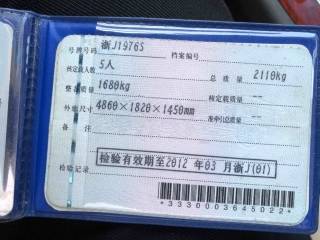 号牌号码 浙J1976S 档案编号
核定载人数 5人 总质量 2110kg
整备质量 1680kg 核定载质量 --
外廓尺寸 4860×1820×1450mm 准牵引总质量 --
备注
检验有效期至2012 年 03 月浙J(01)
检验记录
*3330003645022*